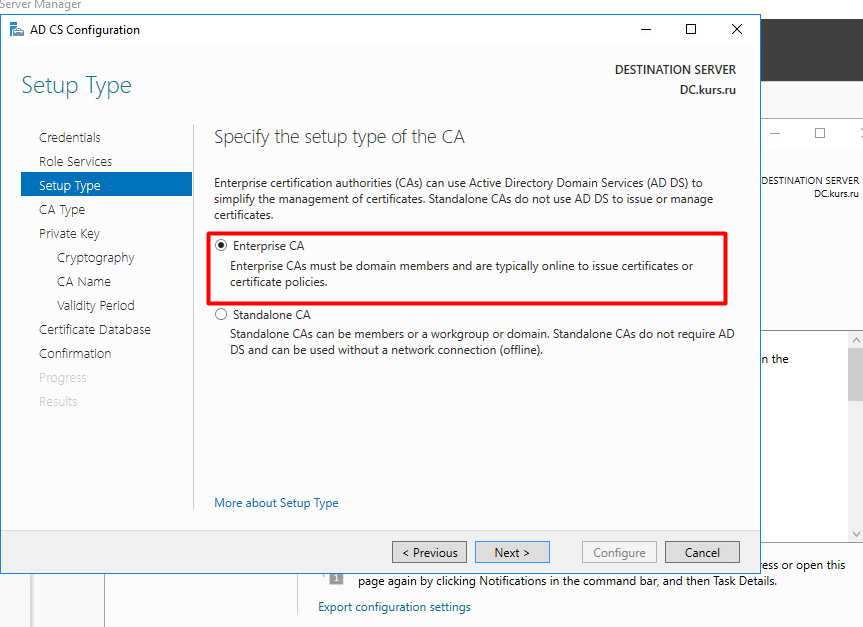 Server Manager
AD CS Configuration
Setup Type
DESTINATION SERVER
DC.kurs.ru
Credentials
Role Services
Setup Type
CA Type
Private Key
Cryptography
CA Name
Validity Period
Certificate Database
Confirmation
Progress
Results
Specify the setup type of the CA
Enterprise certification authorities (CAs) can use Active Directory Domain Services (AD DS) to
simplify the management of certificates. Standalone CAs do not use AD DS to issue or manage
certificates.
Enterprise CA
Enterprise CAs must be domain members and are typically online to issue certificates or
certificate policies.
Standalone CA
Standalone CAs can be members or a workgroup or domain. Standalone CAs do not require AD
DS and can be used without a network connection (offline).
More about Setup Type
< Previous
Next >
Configure
Cancel
DESTINATION SERVER
DC.kurs.ru
the
or open this
1
page again by clicking Notifications in the command bar, and then Task Details.
Export configuration settings